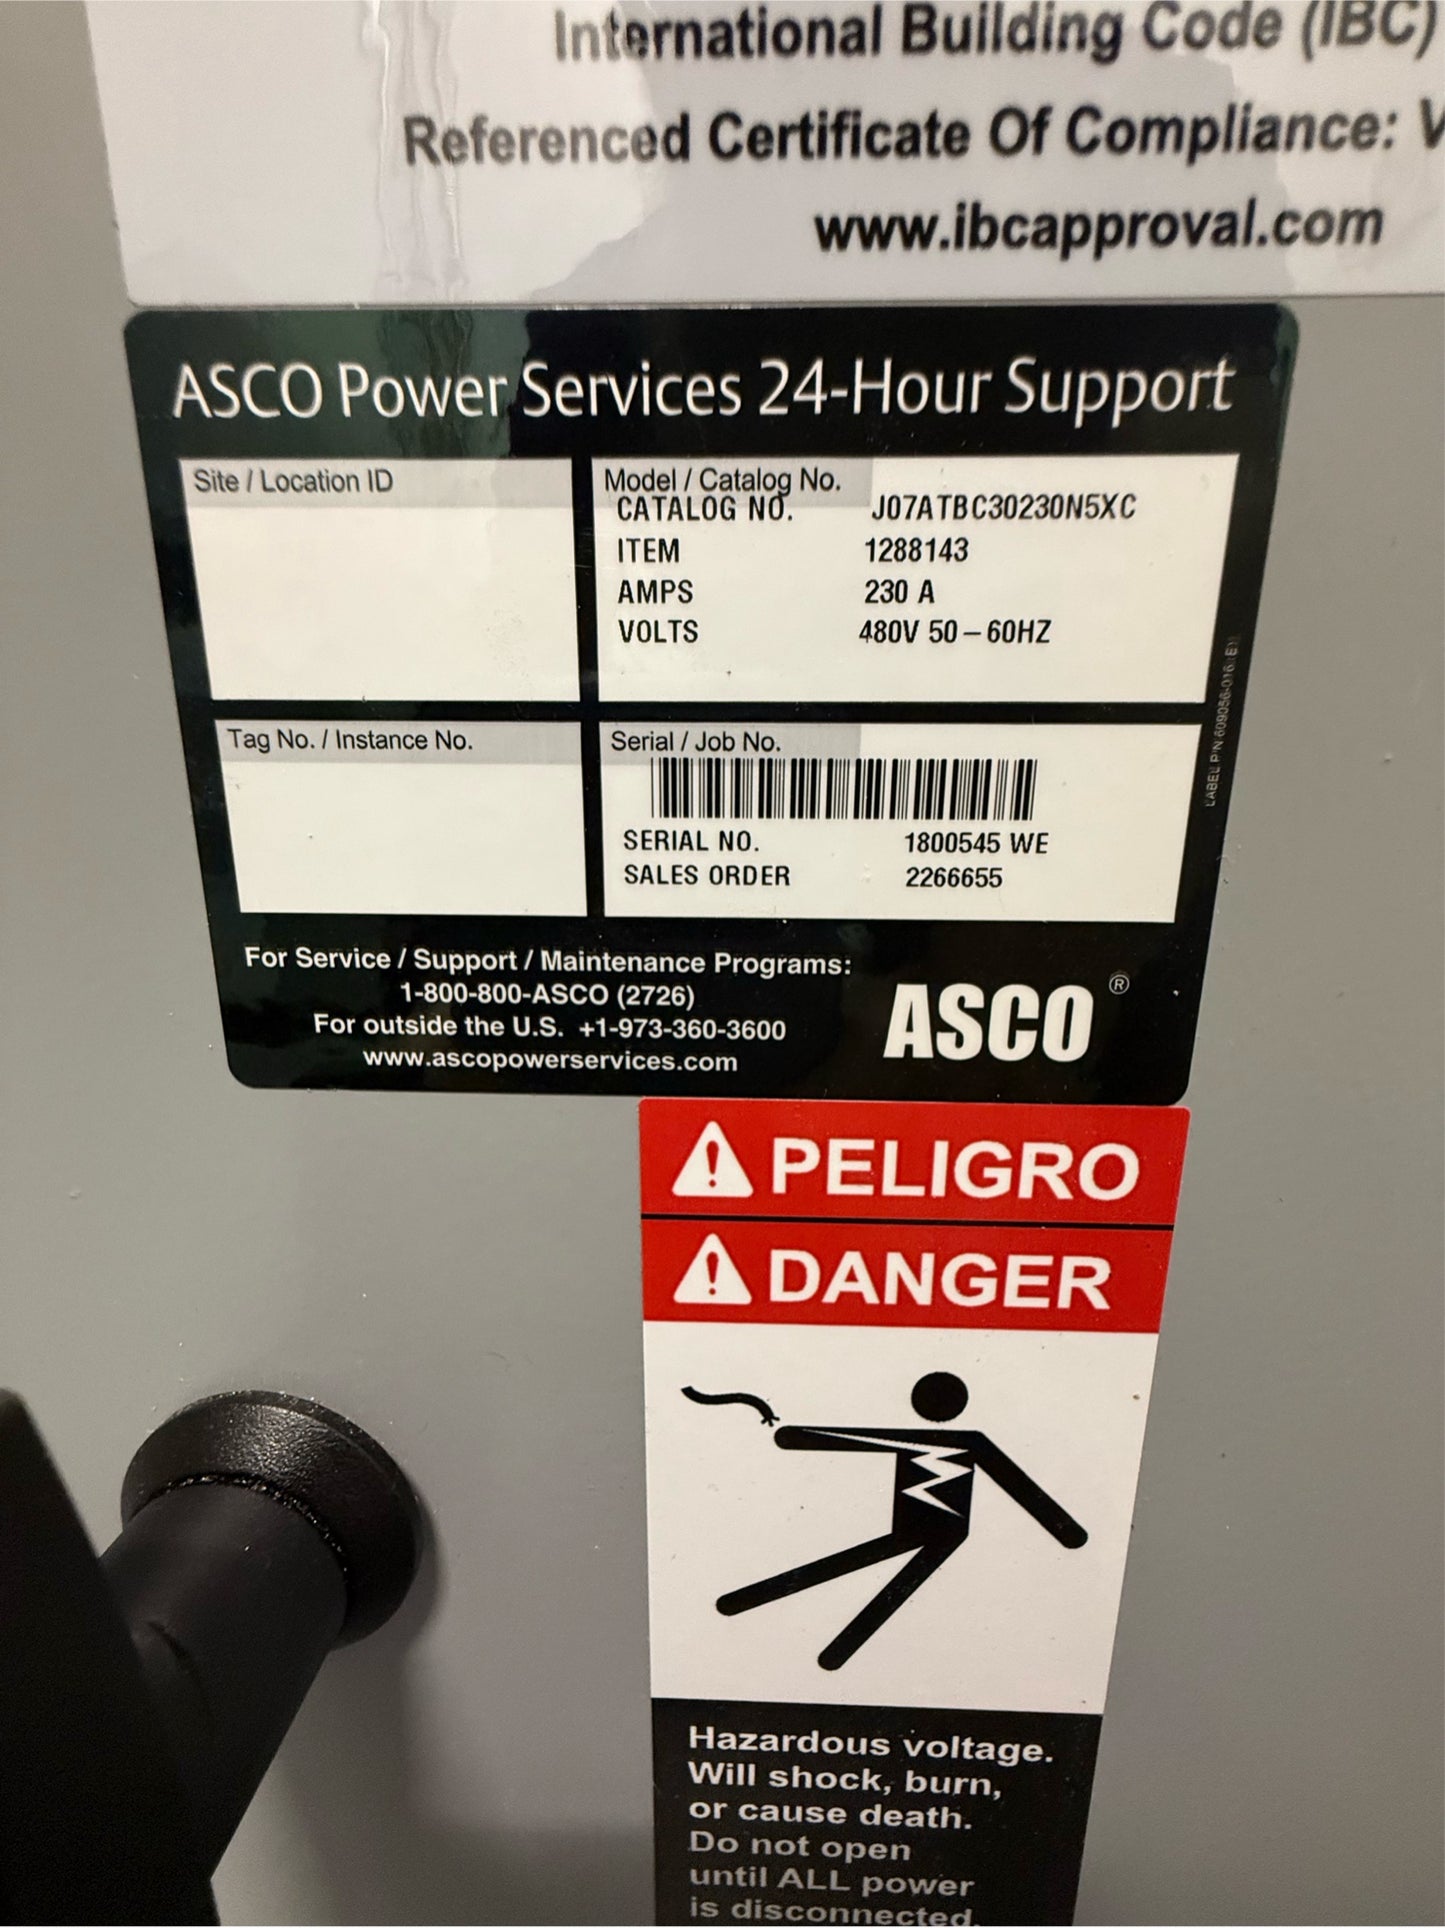 International Building Code (IBC)
Referenced Certificate Of Compliance:
www.ibcapproval.com
ASCO Power Services 24-Hour Support
Site / Location ID
Model / Catalog No.
CATALOG NO. J07ATBC30230N5XC
ITEM 1288143
AMPS 230 A
VOLTS 480V 50 – 60HZ
LABEL P/N 609056-016 (E)
Tag No. / Instance No.
Serial / Job No.
SERIAL NO. 1800545 WE
SALES ORDER 2266655
For Service / Support / Maintenance Programs:
1-800-800-ASCO (2726)
For outside the U.S. +1-973-360-3600
www.ascopowerservices.com
ASCO ®
PELIGRO
DANGER
Hazardous voltage.
Will shock, burn,
or cause death.
Do not open
until ALL power
is disconnected.